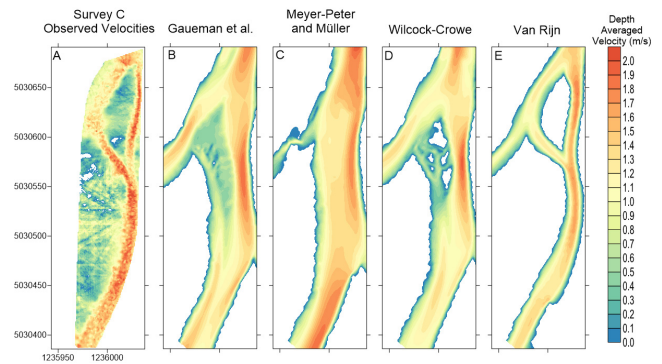 Survey C
Observed Velocities
Gaueman et al.
Meyer-Peter
and Müller
Wilcock-Crowe
Van Rijn
Depth
Averaged
Velocity (m/s)
A
B
C
D
E
5030650
5030600
5030550
5030500
5030450
5030400
1235950 1236000
2.0
1.9
1.8
1.7
1.6
1.5
1.4
1.3
1.2
1.1
1.0
0.9
0.8
0.7
0.6
0.5
0.4
0.3
0.2
0.1
0.0